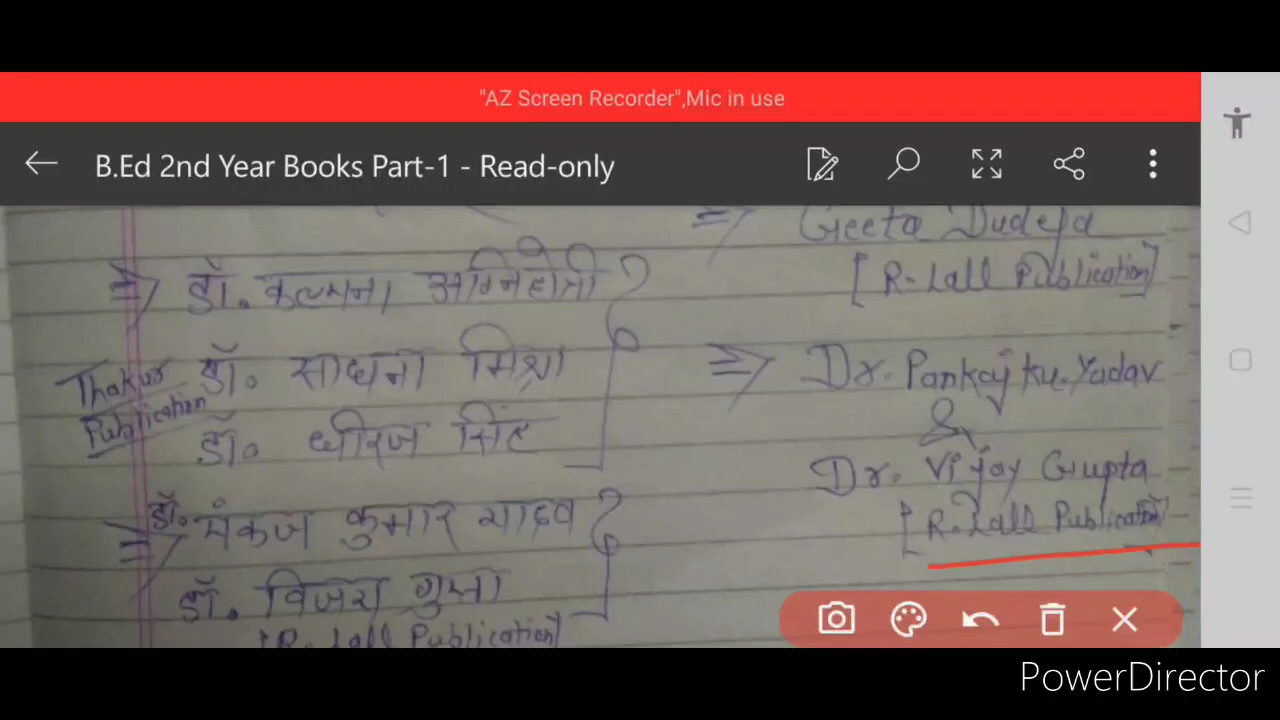 "AZ Screen Recorder",Mic in use
B.Ed 2nd Year Books Part-1 - Read-only
⇒ डॉ. कल्पना अग्निहोत्री
Thakur Publication
डॉ. साधना मिश्रा
डॉ. धीरज सिंह
⇒ डॉ. पंकज कुमार यादव
डॉ. विजय गुप्ता
[R. Lall Publication]
⇒ Geeta Dudeja
[R. Lall Publication]
⇒ Dr. Pankaj Ku. Yadav
&
Dr. Vijay Gupta
[R. Lall Publication]
PowerDirector